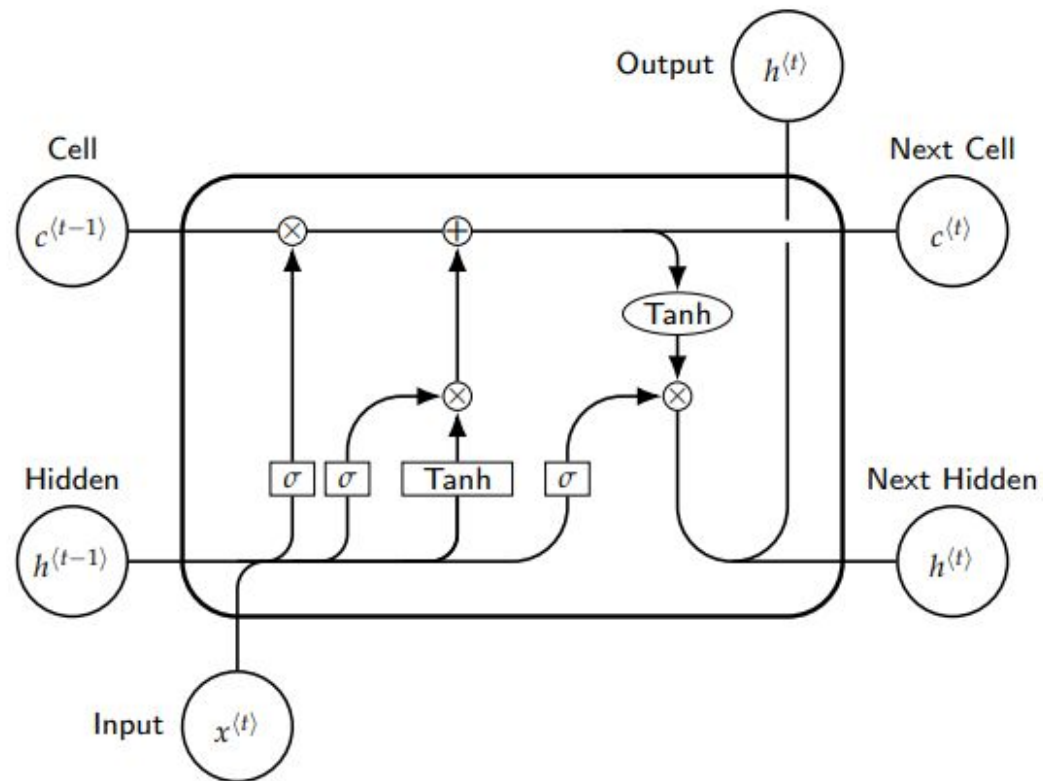 Output h⟨t⟩
Cell Next Cell
c⟨t−1⟩ × + c⟨t⟩
Tanh
× ×
σ σ Tanh σ
Hidden Next Hidden
h⟨t−1⟩ h⟨t⟩
Input x⟨t⟩